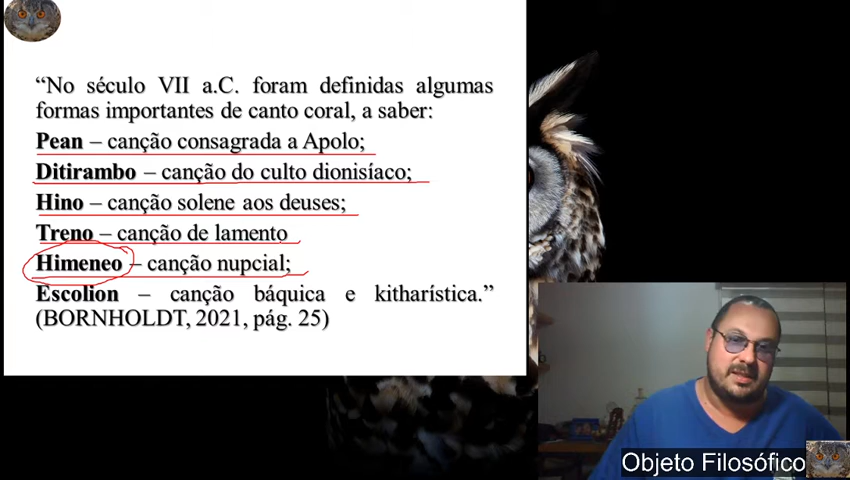 “No século VII a.C. foram definidas algumas
formas importantes de canto coral, a saber:
Pean – canção consagrada a Apolo;
Ditirambo – canção do culto dionisíaco;
Hino – canção solene aos deuses;
Treno – canção de lamento
Himeneo – canção nupcial;
Escolion – canção báquica e kitharística.”
(BORNHOLDT, 2021, pág. 25)
Objeto Filosófico